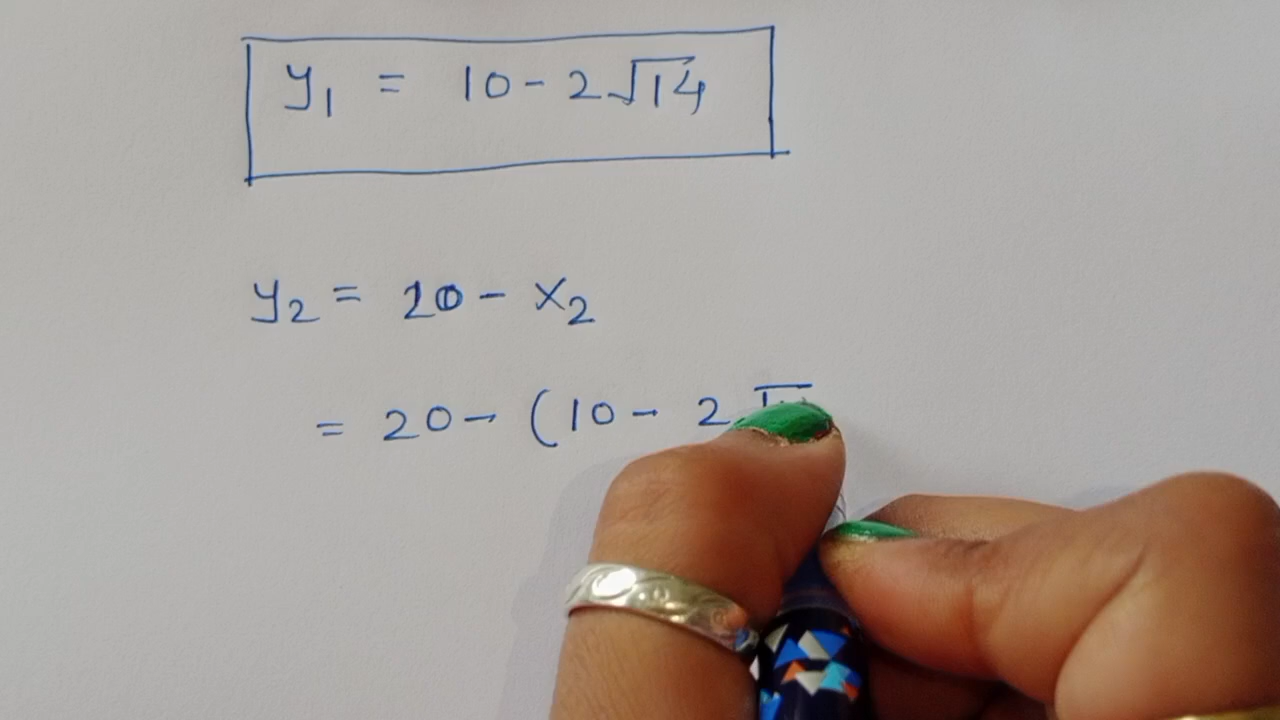 y₁ = 10 - 2√14
y₂ = 20 - x₂
= 20 - (10 - 2√